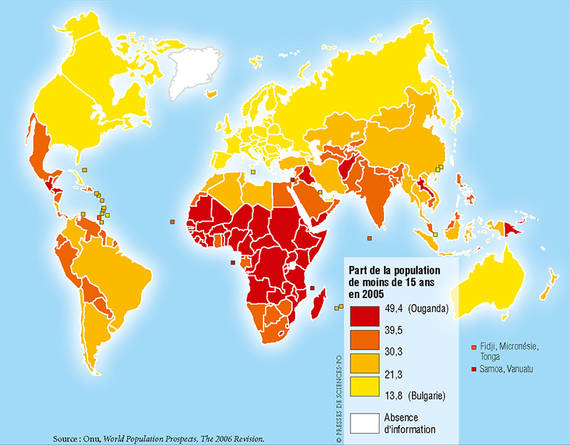 Part de la population
de moins de 15 ans
en 2005
49,4 (Ouganda)
39,5
30,3
21,3
13,8 (Bulgarie)
Absence
d'information
Fidji, Micronésie,
Tonga
Samoa, Vanuatu
© PRESSES DE SCIENCES-PO
Source : Onu, World Population Prospects, The 2006 Revision.